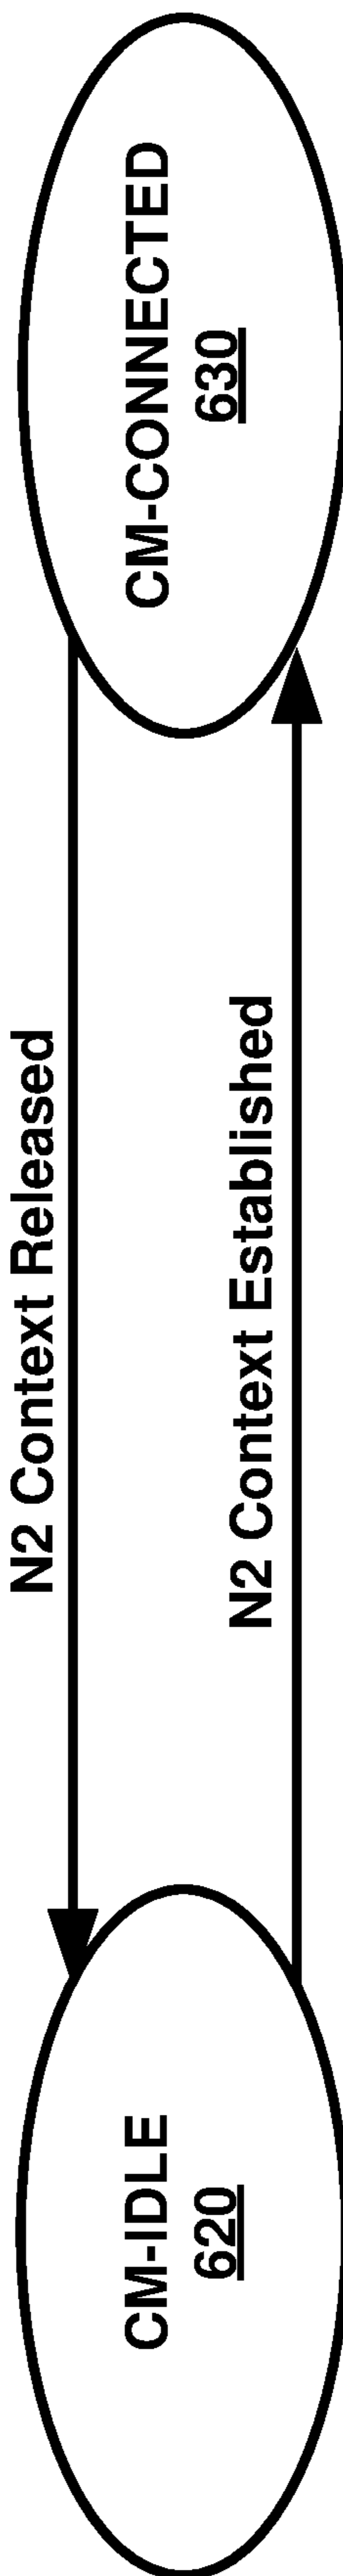 N2 Context Released
CM-IDLE
620
CM-CONNECTED
630
N2 Context Established